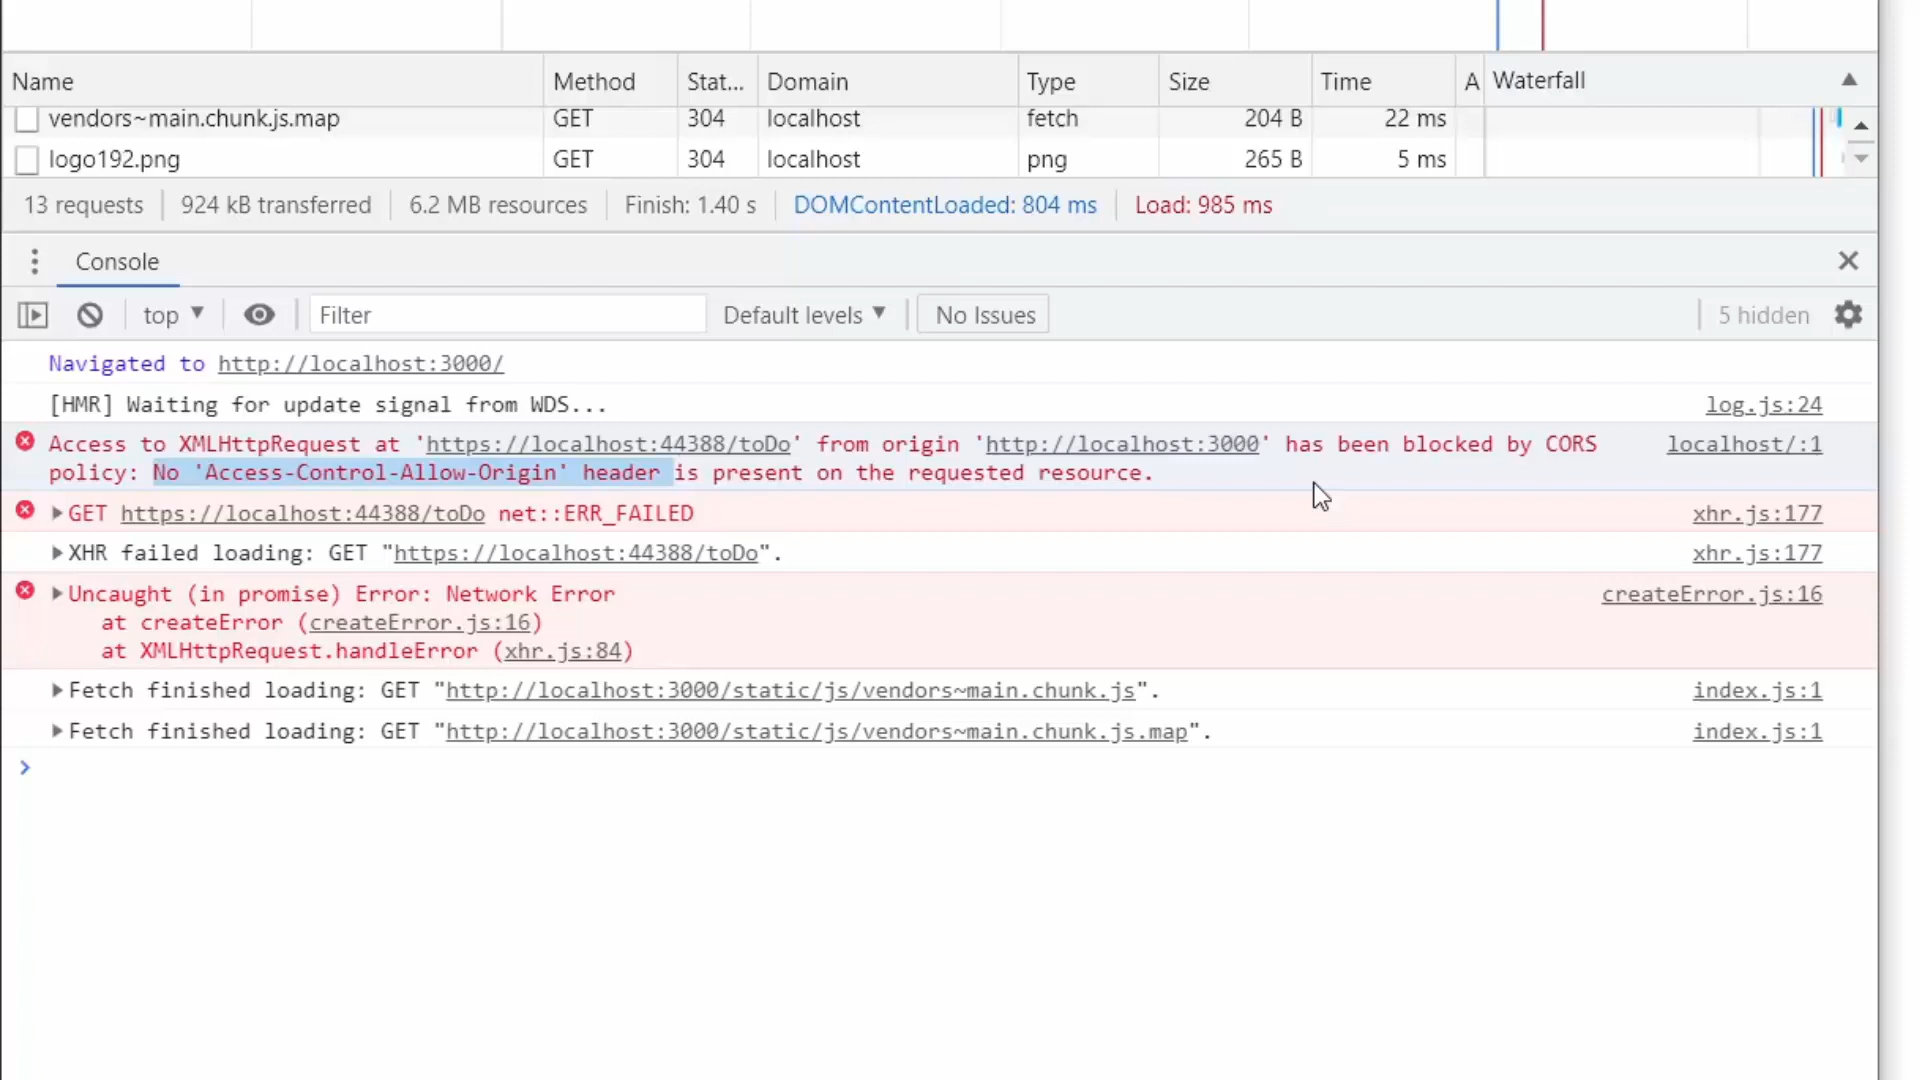 Name Method Stat... Domain Type Size Time A Waterfall
vendors~main.chunk.js.map GET 304 localhost fetch 204 B 22 ms
logo192.png GET 304 localhost png 265 B 5 ms
13 requests 924 kB transferred 6.2 MB resources Finish: 1.40 s DOMContentLoaded: 804 ms Load: 985 ms
Console
top Filter Default levels No Issues 5 hidden
Navigated to http://localhost:3000/
[HMR] Waiting for update signal from WDS... log.js:24
Access to XMLHttpRequest at 'https://localhost:44388/toDo' from origin 'http://localhost:3000' has been blocked by CORS localhost/:1
policy: No 'Access-Control-Allow-Origin' header is present on the requested resource.
GET https://localhost:44388/toDo net::ERR_FAILED xhr.js:177
XHR failed loading: GET "https://localhost:44388/toDo". xhr.js:177
Uncaught (in promise) Error: Network Error createError.js:16
at createError (createError.js:16)
at XMLHttpRequest.handleError (xhr.js:84)
Fetch finished loading: GET "http://localhost:3000/static/js/vendors~main.chunk.js". index.js:1
Fetch finished loading: GET "http://localhost:3000/static/js/vendors~main.chunk.js.map". index.js:1